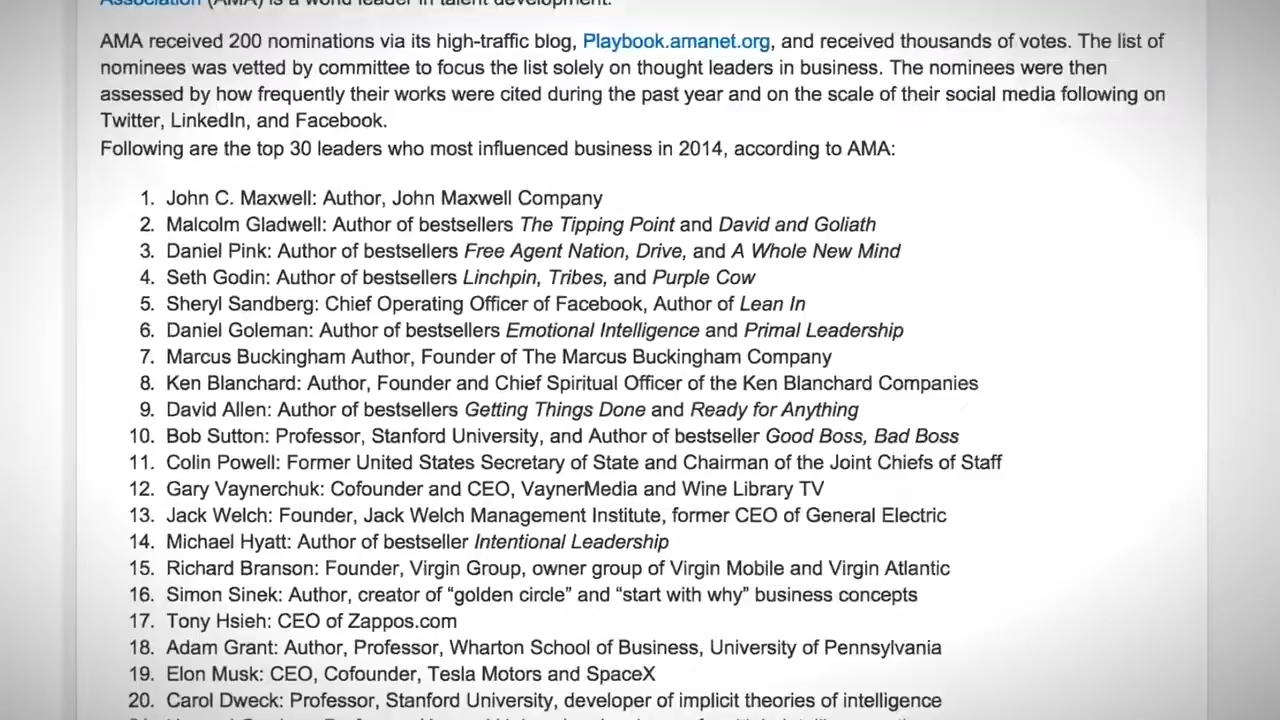 Association (AMA) is a world leader in talent development.
AMA received 200 nominations via its high-traffic blog, Playbook.amanet.org, and received thousands of votes. The list of
nominees was vetted by committee to focus the list solely on thought leaders in business. The nominees were then
assessed by how frequently their works were cited during the past year and on the scale of their social media following on
Twitter, LinkedIn, and Facebook.
Following are the top 30 leaders who most influenced business in 2014, according to AMA:
1. John C. Maxwell: Author, John Maxwell Company
2. Malcolm Gladwell: Author of bestsellers The Tipping Point and David and Goliath
3. Daniel Pink: Author of bestsellers Free Agent Nation, Drive, and A Whole New Mind
4. Seth Godin: Author of bestsellers Linchpin, Tribes, and Purple Cow
5. Sheryl Sandberg: Chief Operating Officer of Facebook, Author of Lean In
6. Daniel Goleman: Author of bestsellers Emotional Intelligence and Primal Leadership
7. Marcus Buckingham Author, Founder of The Marcus Buckingham Company
8. Ken Blanchard: Author, Founder and Chief Spiritual Officer of the Ken Blanchard Companies
9. David Allen: Author of bestsellers Getting Things Done and Ready for Anything
10. Bob Sutton: Professor, Stanford University, and Author of bestseller Good Boss, Bad Boss
11. Colin Powell: Former United States Secretary of State and Chairman of the Joint Chiefs of Staff
12. Gary Vaynerchuk: Cofounder and CEO, VaynerMedia and Wine Library TV
13. Jack Welch: Founder, Jack Welch Management Institute, former CEO of General Electric
14. Michael Hyatt: Author of bestseller Intentional Leadership
15. Richard Branson: Founder, Virgin Group, owner group of Virgin Mobile and Virgin Atlantic
16. Simon Sinek: Author, creator of “golden circle” and “start with why” business concepts
17. Tony Hsieh: CEO of Zappos.com
18. Adam Grant: Author, Professor, Wharton School of Business, University of Pennsylvania
19. Elon Musk: CEO, Cofounder, Tesla Motors and SpaceX
20. Carol Dweck: Professor, Stanford University, developer of implicit theories of intelligence